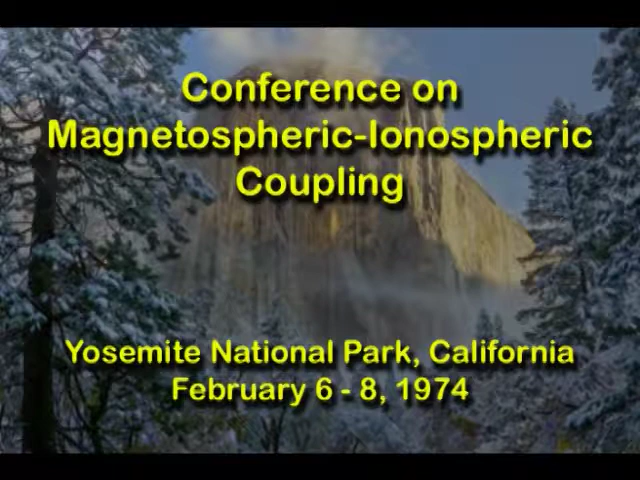 Conference on
Magnetospheric-Ionospheric
Coupling
Yosemite National Park, California
February 6 - 8, 1974